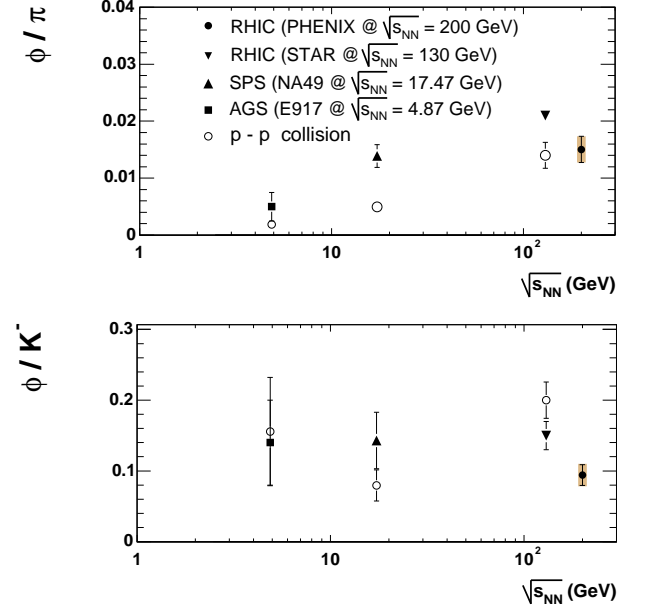 0.04
RHIC (PHENIX @ √sNN = 200 GeV)
RHIC (STAR @ √sNN = 130 GeV)
SPS (NA49 @ √sNN = 17.47 GeV)
AGS (E917 @ √sNN = 4.87 GeV)
p - p collision
ϕ / π
0.03
0.02
0.01
0
1
10
10²
√sNN (GeV)
ϕ / K⁻
0.3
0.2
0.1
0
1
10
10²
√sNN (GeV)